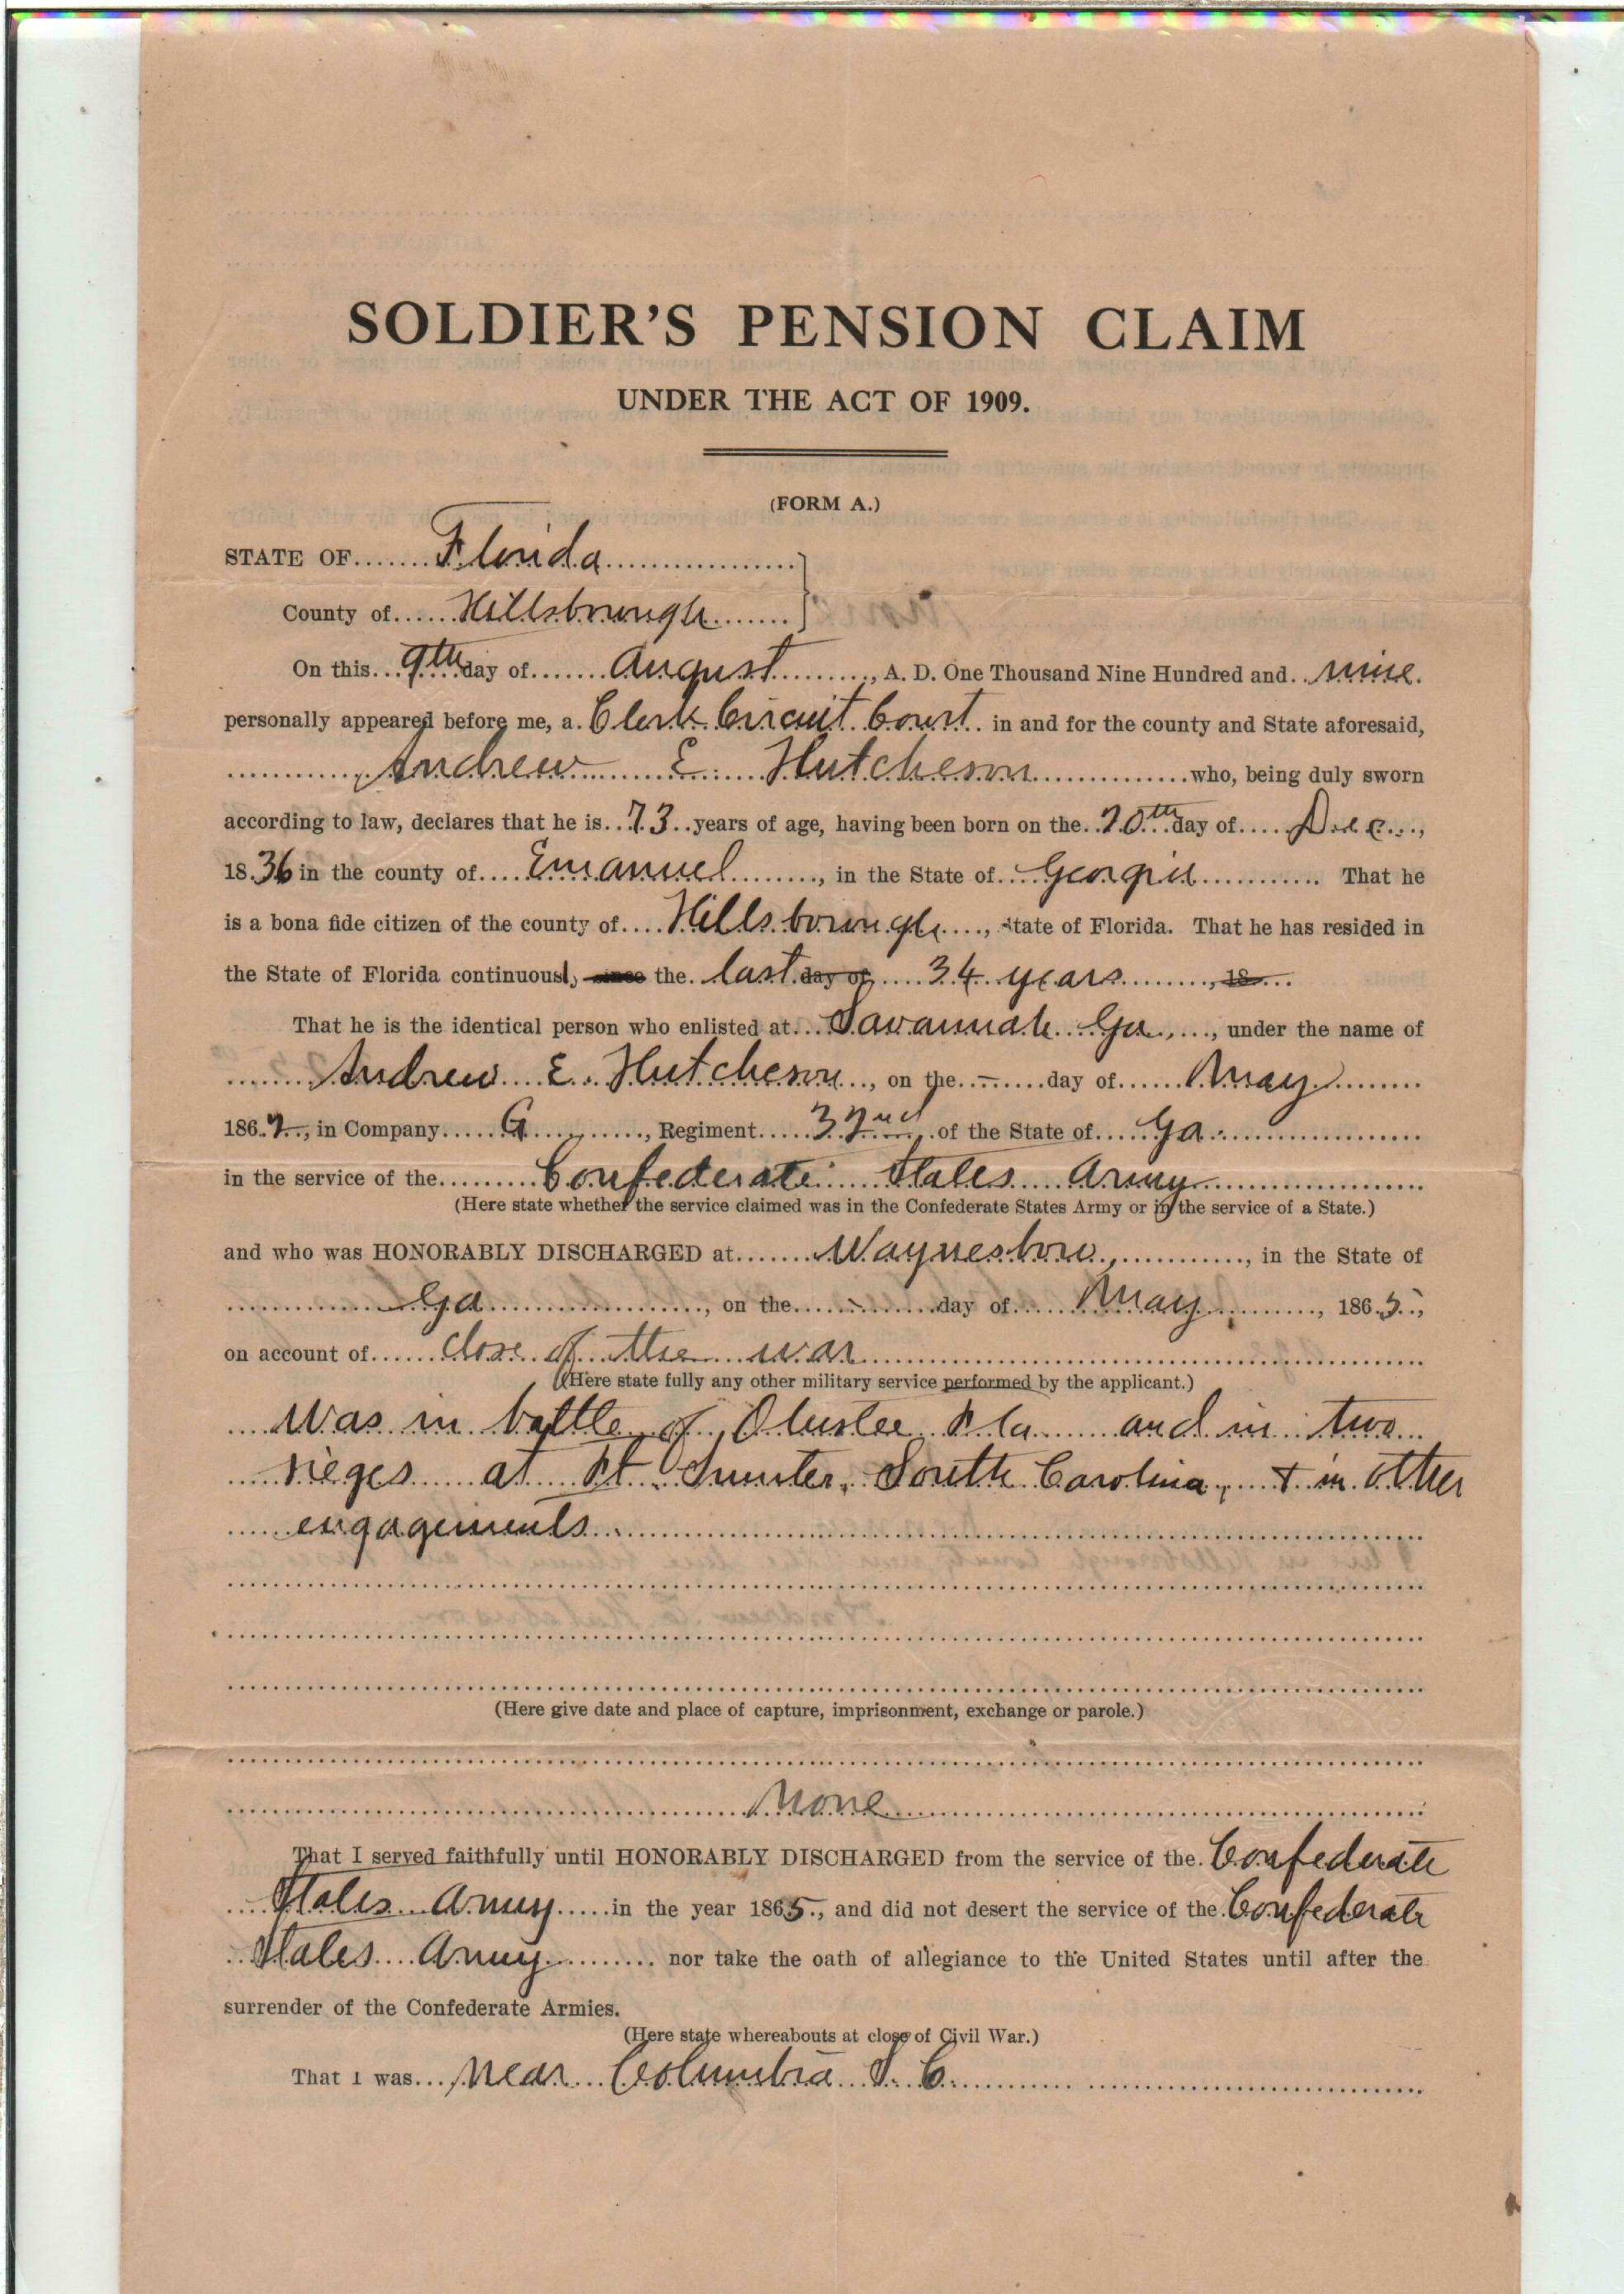 SOLDIER'S PENSION CLAIM
UNDER THE ACT OF 1909.
(FORM A.)
STATE OF Florida
County of Hillsborough
On this 9th day of August, A. D. One Thousand Nine Hundred and nine
personally appeared before me, a Clerk Circuit Court in and for the county and State aforesaid,
Andrew E. Hutcheson who, being duly sworn
according to law, declares that he is 73 years of age, having been born on the 20th day of Dec,
1836 in the county of Emanuel, in the State of Georgia. That he
is a bona fide citizen of the county of Hillsborough, State of Florida. That he has resided in
the State of Florida continuously since the last day of 34 years, 18
That he is the identical person who enlisted at Savannah Ga., under the name of
Andrew E. Hutcheson, on the – day of May
1862, in Company G, Regiment 32nd of the State of Ga.
in the service of the Confederate States Army
(Here state whether the service claimed was in the Confederate States Army or in the service of a State.)
and who was HONORABLY DISCHARGED at Waynesboro, in the State of
Ga, on the - day of May, 1865,
on account of Close of the war
(Here state fully any other military service performed by the applicant.)
Was in battle of Olustee Fla and in two
sieges at Ft. Sumter, South Carolina, & in other
engagements
(Here give date and place of capture, imprisonment, exchange or parole.)
None
That I served faithfully until HONORABLY DISCHARGED from the service of the Confederate
States Army in the year 1865, and did not desert the service of the Confederate
States Army nor take the oath of allegiance to the United States until after the
surrender of the Confederate Armies.
(Here state whereabouts at close of Civil War.)
That I was Near Columbia S. C.